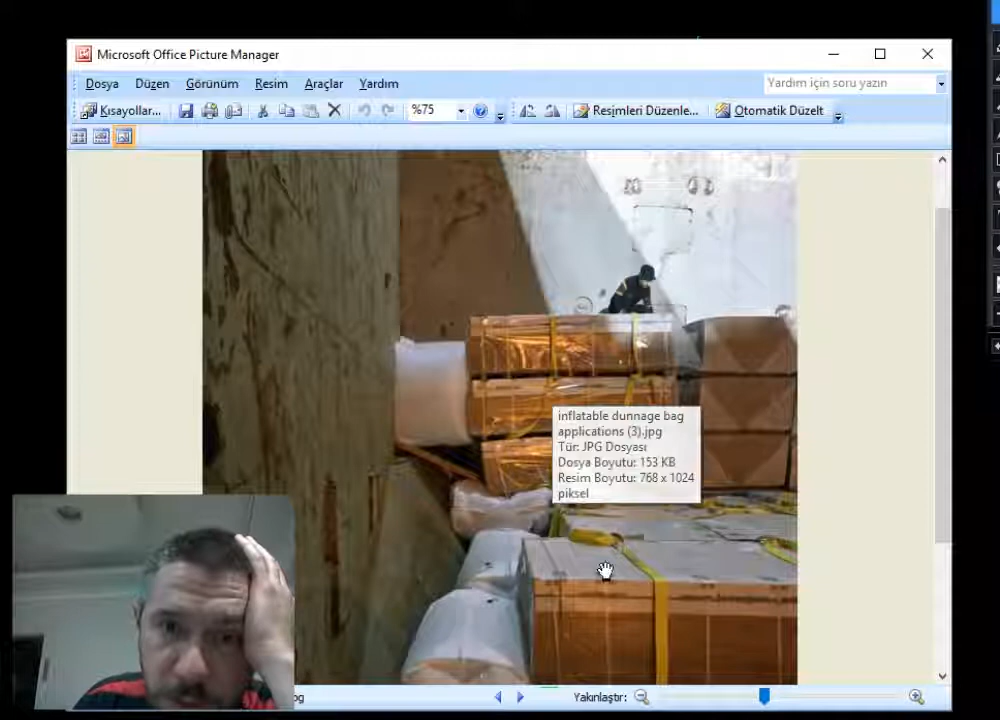 Microsoft Office Picture Manager
Dosya Düzen Görünüm Resim Araçlar Yardım
Yardım için soru yazın
Kısayollar... %75 Resimleri Düzenle... Otomatik Düzelt
inflatable dunnage bag
applications (3).jpg
Tür: JPG Dosyası
Dosya Boyutu: 153 KB
Resim Boyutu: 768 x 1024
piksel
Yakınlaştır: